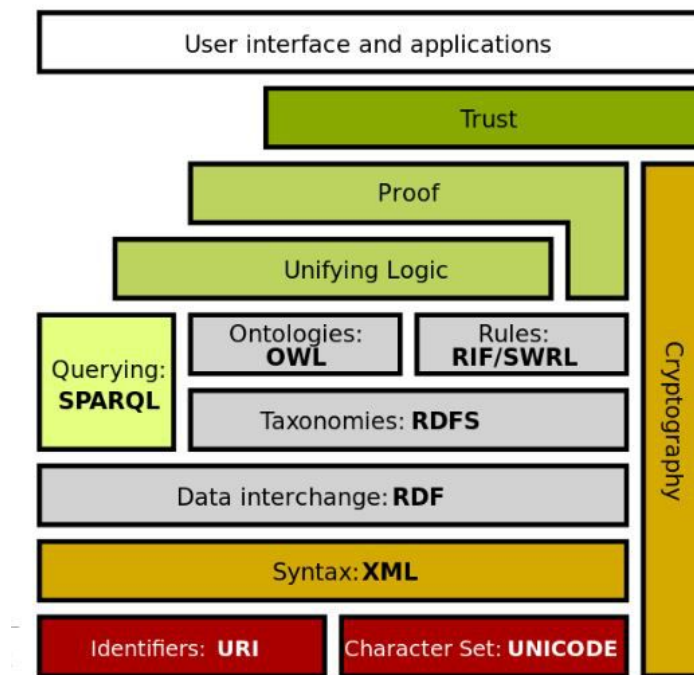 User interface and applications
Trust
Proof
Unifying Logic
Ontologies:
OWL
Rules:
RIF/SWRL
Querying:
SPARQL
Taxonomies: RDFS
Cryptography
Data interchange: RDF
Syntax: XML
Identifiers: URI
Character Set: UNICODE